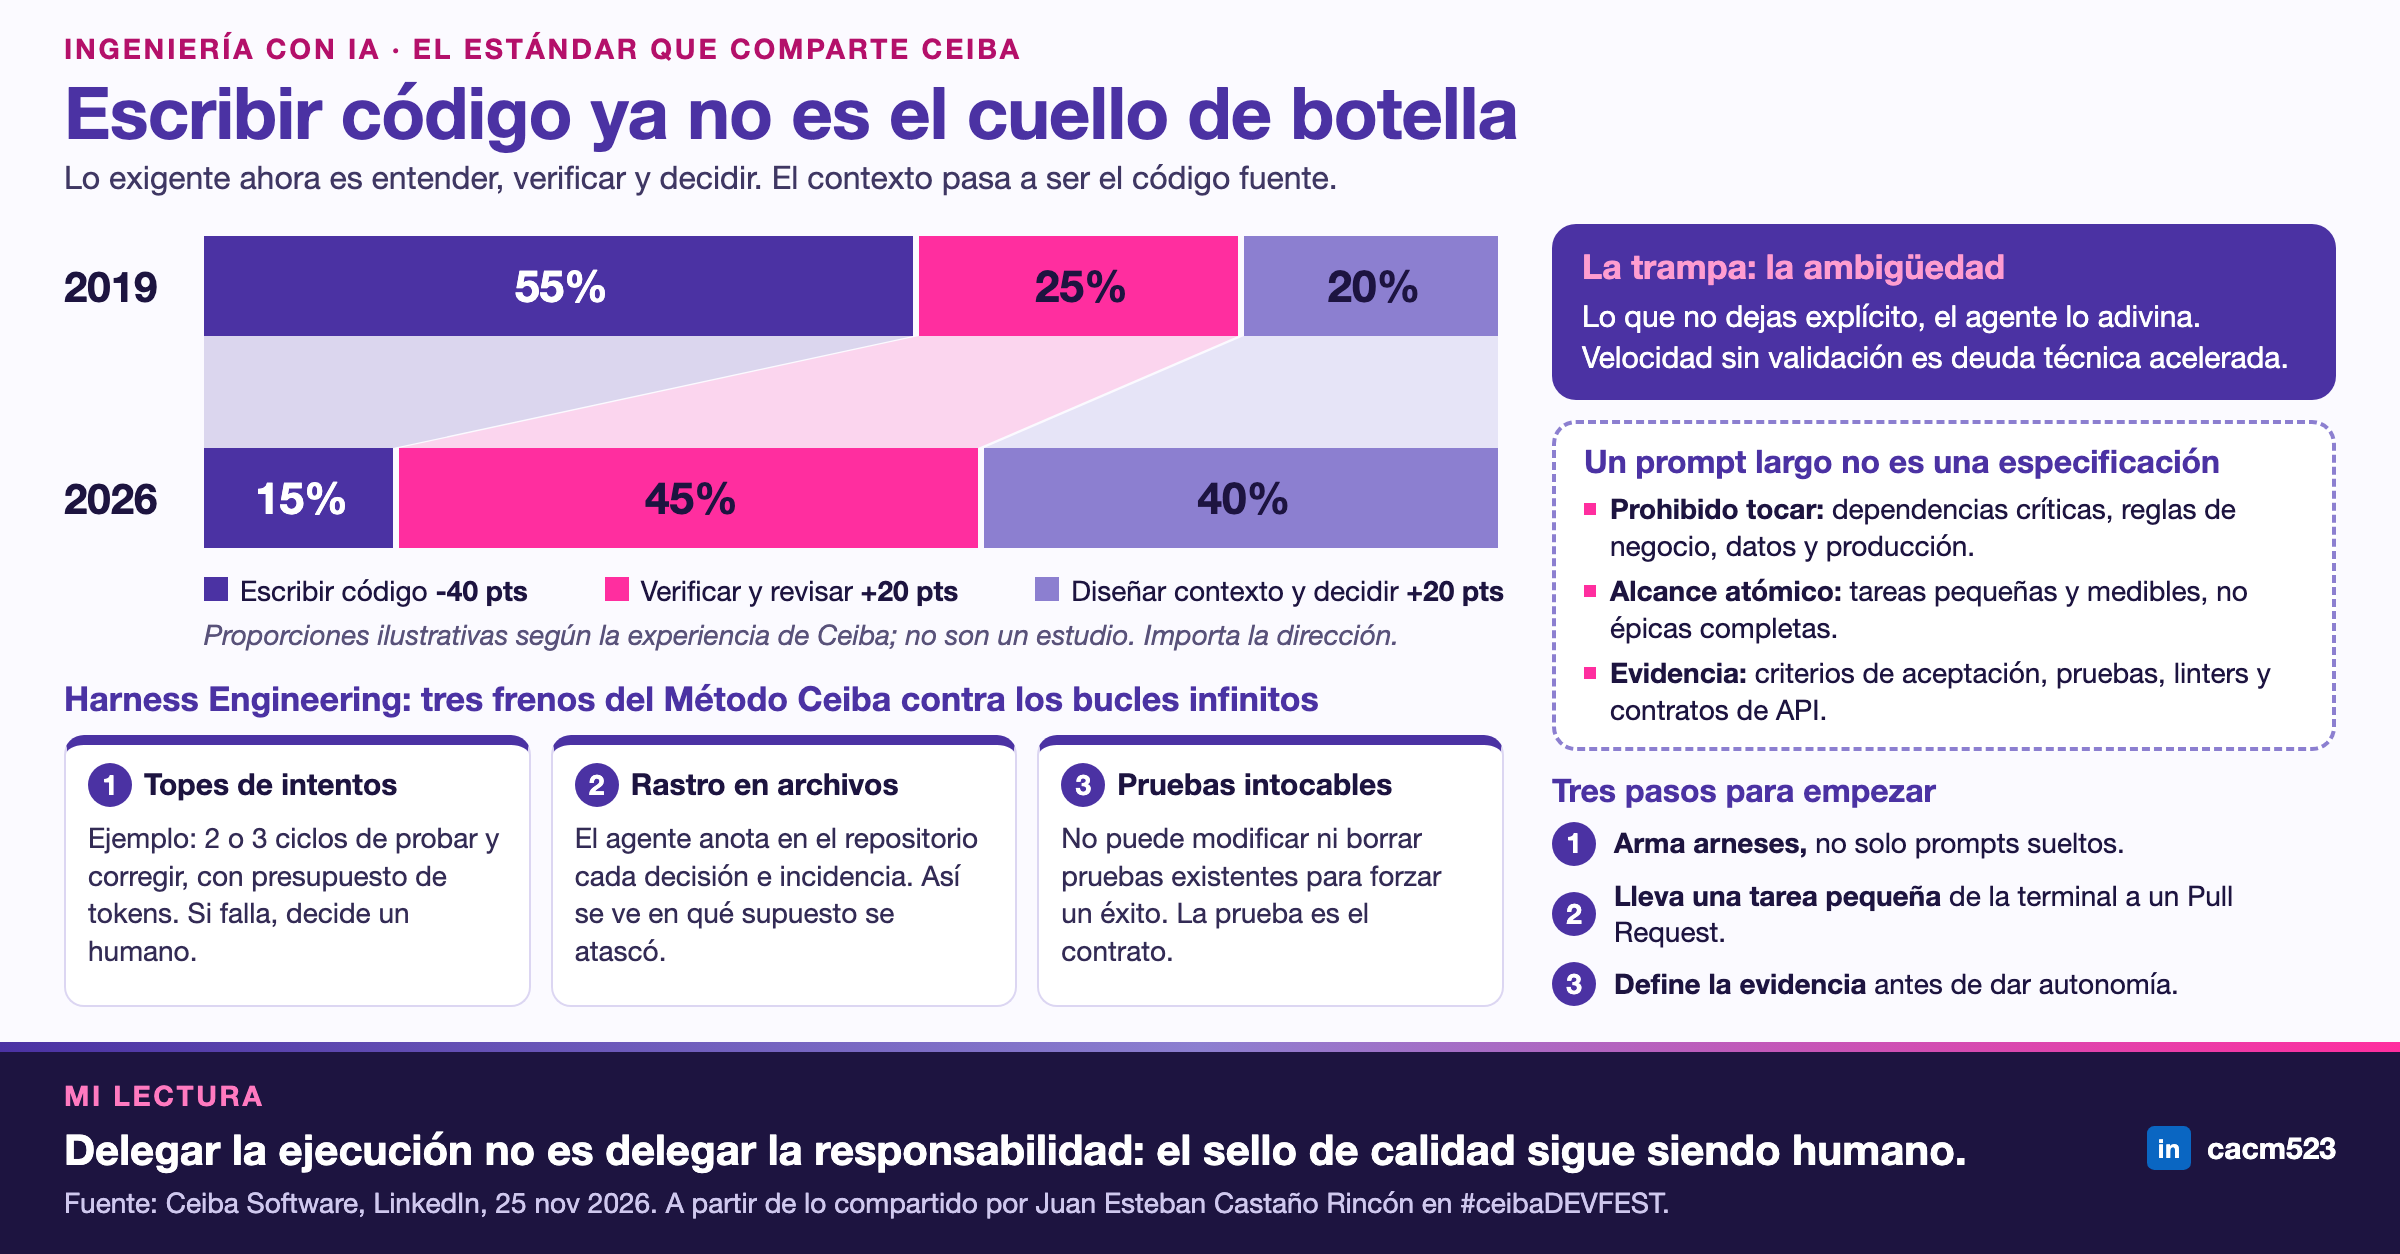 INGENIERÍA CON IA · EL ESTÁNDAR QUE COMPARTE CEIBA
Escribir código ya no es el cuello de botella
Lo exigente ahora es entender, verificar y decidir. El contexto pasa a ser el código fuente.
2019
55%
25%
20%
2026
15%
45%
40%
Escribir código -40 pts
Verificar y revisar +20 pts
Diseñar contexto y decidir +20 pts
Proporciones ilustrativas según la experiencia de Ceiba; no son un estudio. Importa la dirección.
Harness Engineering: tres frenos del Método Ceiba contra los bucles infinitos
1 Topes de intentos
Ejemplo: 2 o 3 ciclos de probar y
corregir, con presupuesto de
tokens. Si falla, decide un
humano.
2 Rastro en archivos
El agente anota en el repositorio
cada decisión e incidencia. Así
se ve en qué supuesto se
atascó.
3 Pruebas intocables
No puede modificar ni borrar
pruebas existentes para forzar
un éxito. La prueba es el
contrato.
La trampa: la ambigüedad
Lo que no dejas explícito, el agente lo adivina.
Velocidad sin validación es deuda técnica acelerada.
Un prompt largo no es una especificación
Prohibido tocar: dependencias críticas, reglas de
negocio, datos y producción.
Alcance atómico: tareas pequeñas y medibles, no
épicas completas.
Evidencia: criterios de aceptación, pruebas, linters y
contratos de API.
Tres pasos para empezar
1 Arma arneses, no solo prompts sueltos.
2 Lleva una tarea pequeña de la terminal a un Pull
Request.
3 Define la evidencia antes de dar autonomía.
MI LECTURA
Delegar la ejecución no es delegar la responsabilidad: el sello de calidad sigue siendo humano.
in cacm523
Fuente: Ceiba Software, LinkedIn, 25 nov 2026. A partir de lo compartido por Juan Esteban Castaño Rincón en #ceibaDEVFEST.